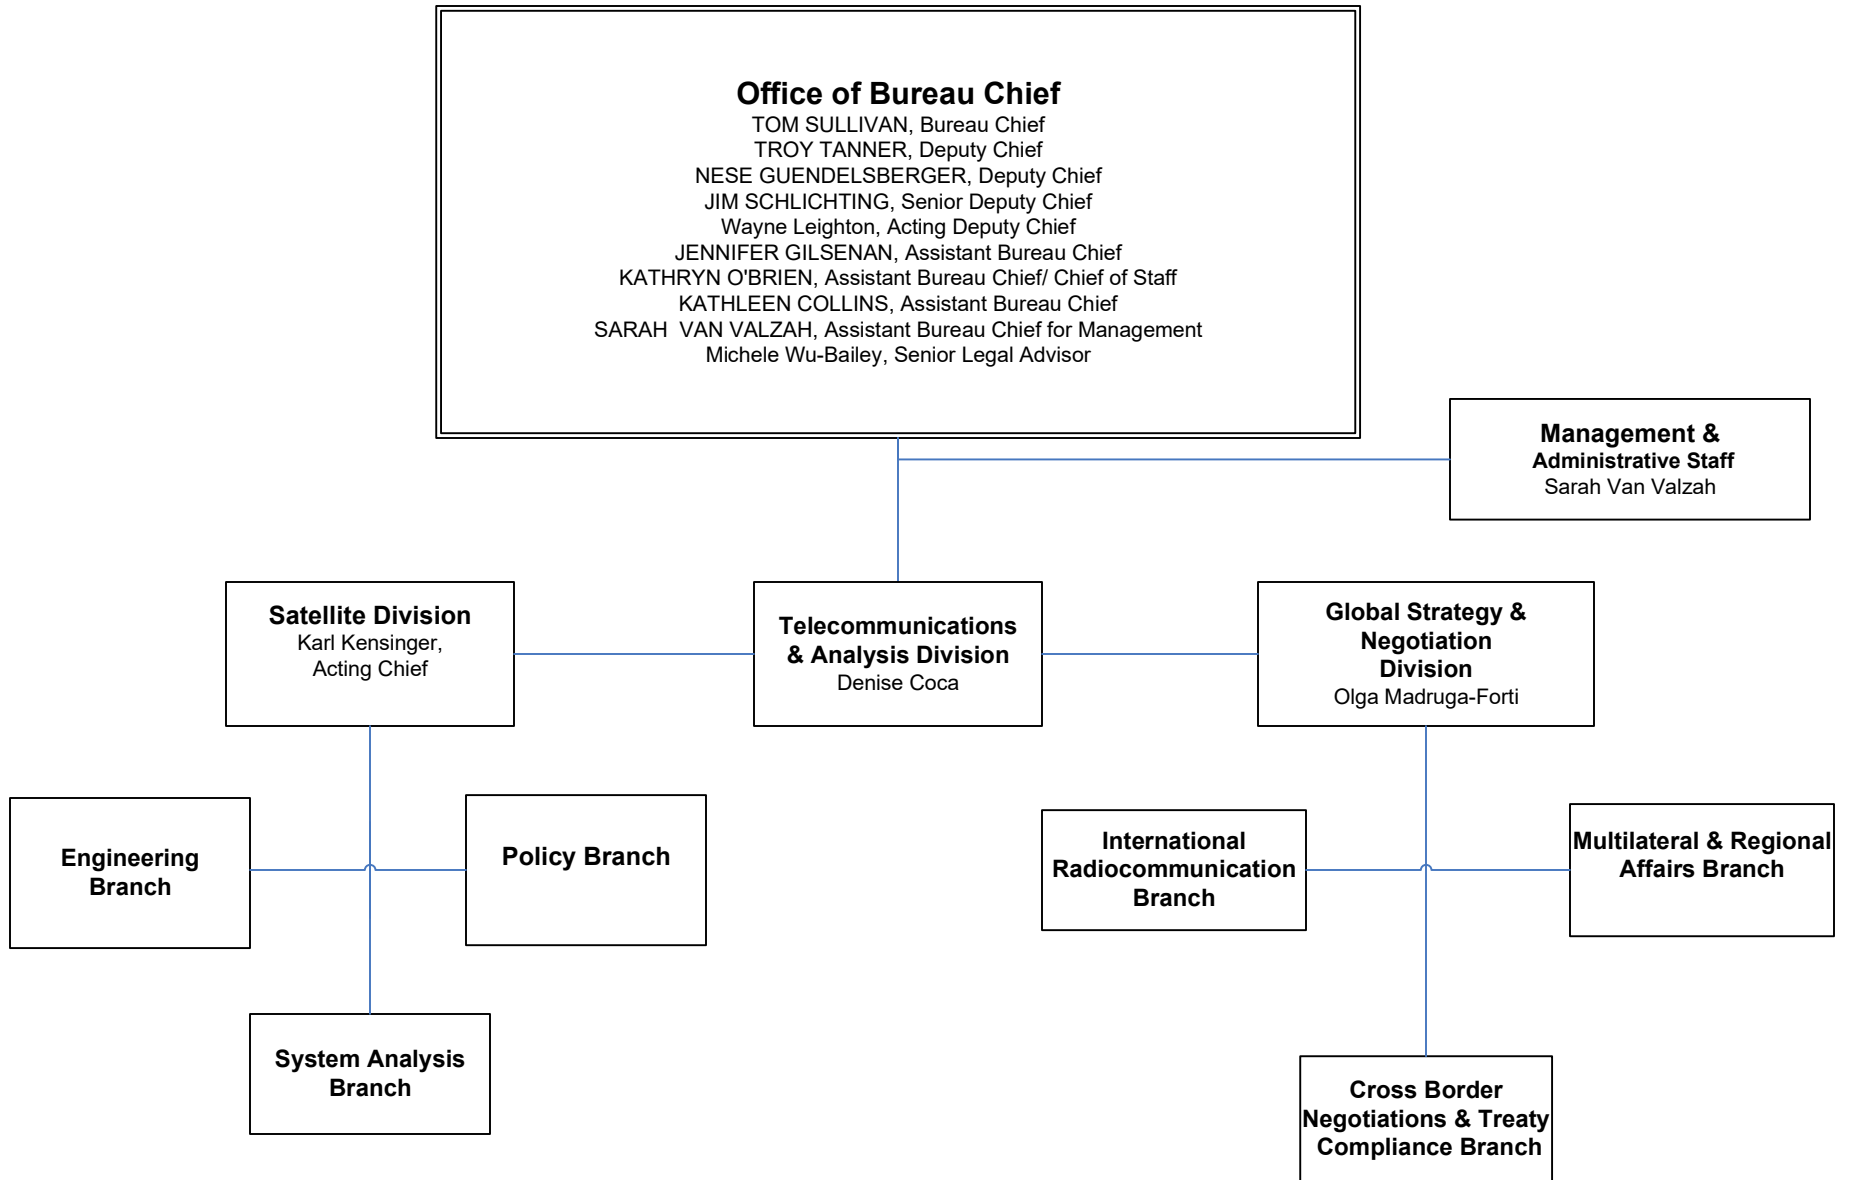 Office of Bureau Chief
TOM SULLIVAN, Bureau Chief
TROY TANNER, Deputy Chief
NESE GUENDELSBERGER, Deputy Chief
JIM SCHLICHTING, Senior Deputy Chief
Wayne Leighton, Acting Deputy Chief
JENNIFER GILSENAN, Assistant Bureau Chief
KATHRYN O'BRIEN, Assistant Bureau Chief/ Chief of Staff
KATHLEEN COLLINS, Assistant Bureau Chief
SARAH  VAN VALZAH, Assistant Bureau Chief for Management
Michele Wu-Bailey, Senior Legal Advisor
Management &
Administrative Staff
Sarah Van Valzah
Satellite Division
Karl Kensinger,
Acting Chief
Telecommunications
& Analysis Division
Denise Coca
Global Strategy &
Negotiation
Division
Olga Madruga-Forti
Engineering
Branch
Policy Branch
International
Radiocommunication
Branch
Multilateral & Regional
Affairs Branch
System Analysis
Branch
Cross Border
Negotiations & Treaty
Compliance Branch